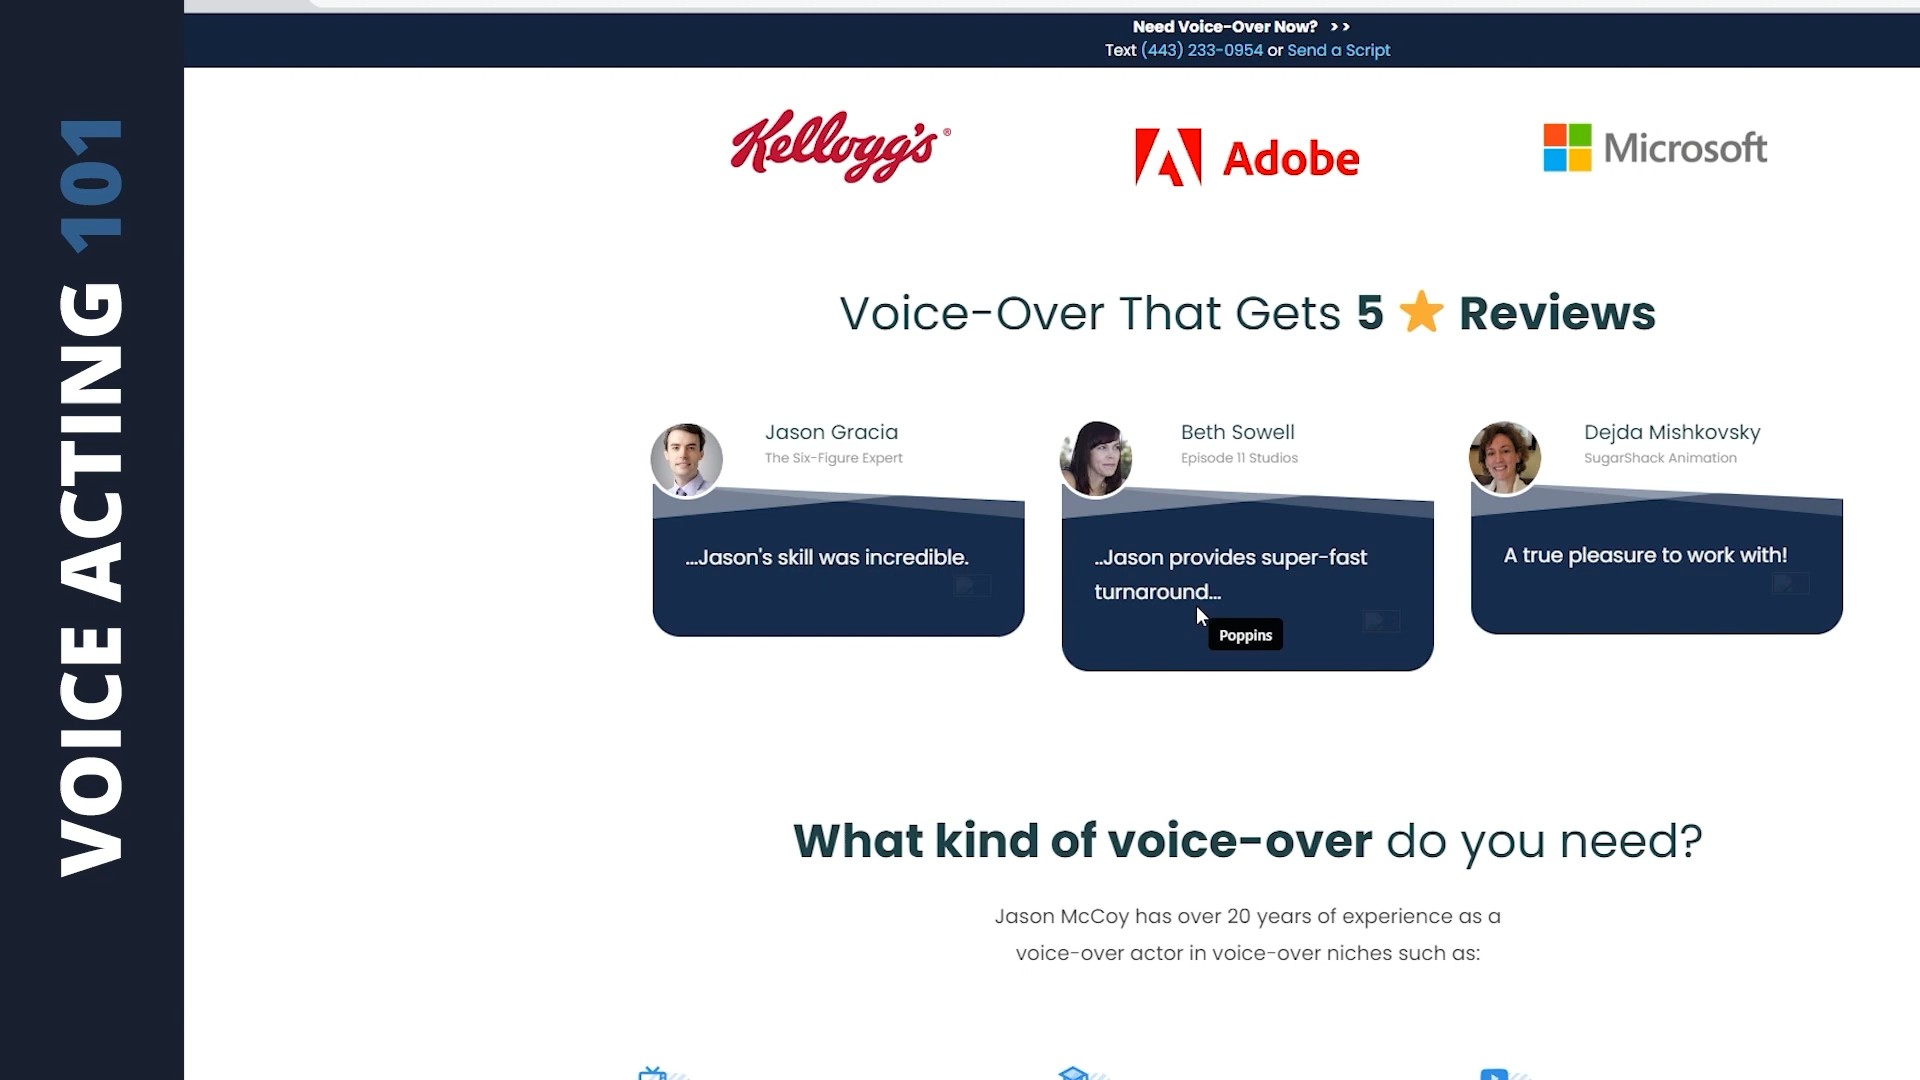 VOICE ACTING 101
Need Voice-Over Now? >>
Text (443) 233-0954 or Send a Script
Kellogg's®
Adobe
Microsoft
Voice-Over That Gets 5 ⭐ Reviews
Jason Gracia
The Six-Figure Expert
...Jason's skill was incredible.
Beth Sowell
Episode 11 Studios
..Jason provides super-fast
turnaround...
Poppins
Dejda Mishkovsky
SugarShack Animation
A true pleasure to work with!
What kind of voice-over do you need?
Jason McCoy has over 20 years of experience as a
voice-over actor in voice-over niches such as: